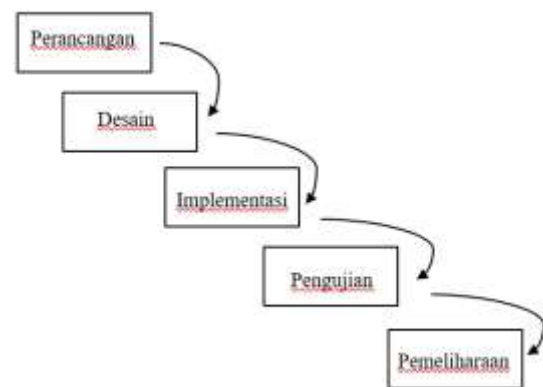 Perancangan
Desain
Implementasi
Pengujian
Pemeliharaan